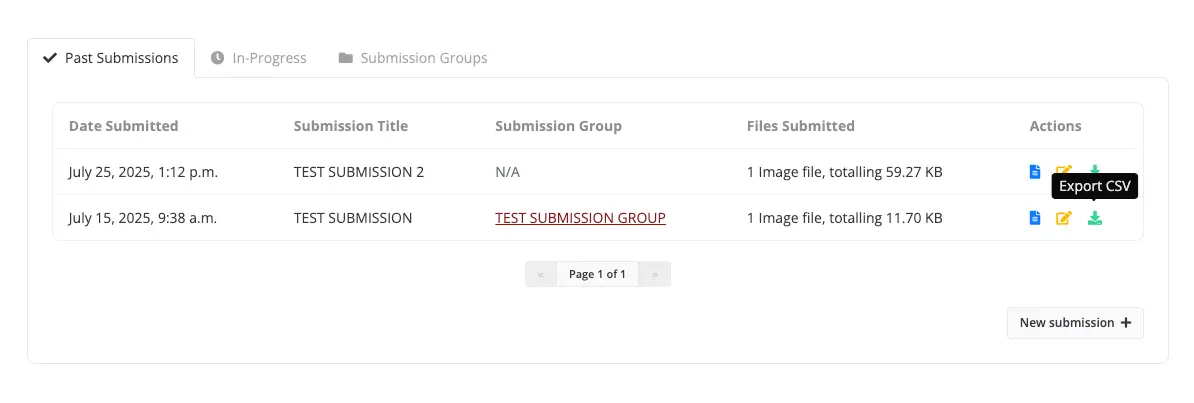 Past Submissions In-Progress Submission Groups
Date Submitted Submission Title Submission Group Files Submitted Actions
July 25, 2025, 1:12 p.m. TEST SUBMISSION 2 N/A 1 Image file, totalling 59.27 KB
Export CSV
July 15, 2025, 9:38 a.m. TEST SUBMISSION TEST SUBMISSION GROUP 1 Image file, totalling 11.70 KB
« Page 1 of 1 »
New submission +